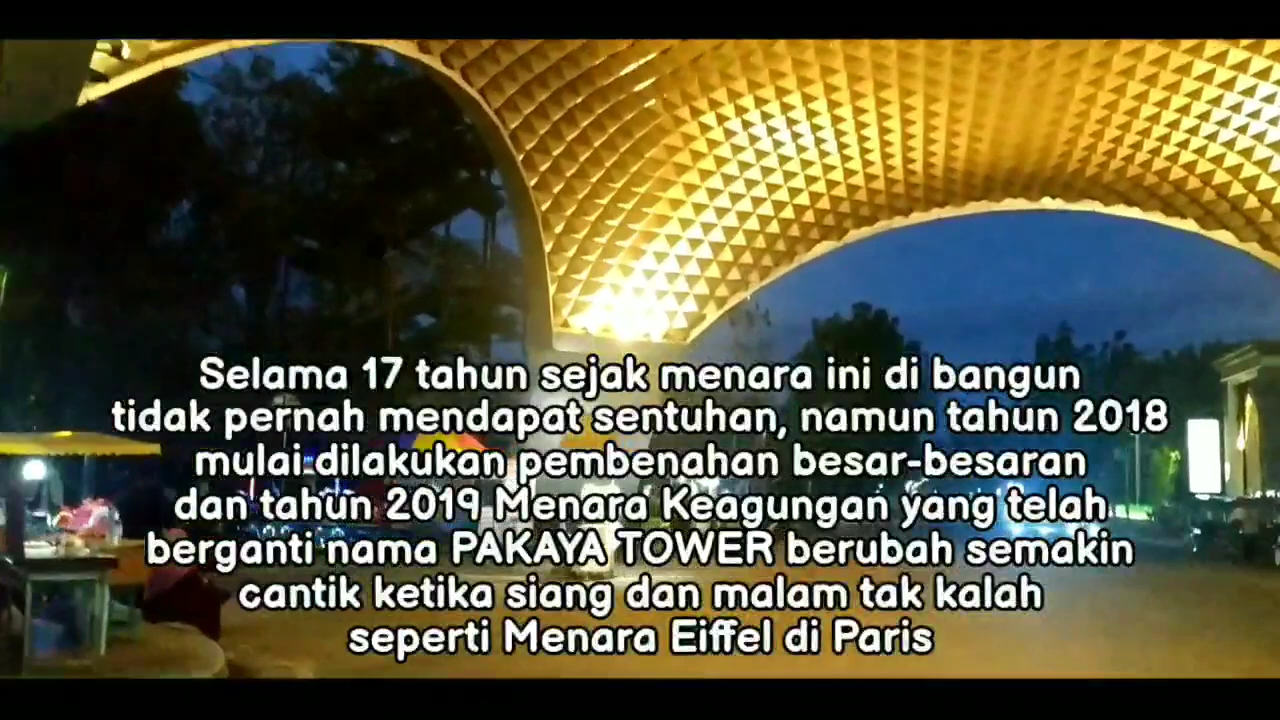 Selama 17 tahun sejak menara ini di bangun
tidak pernah mendapat sentuhan, namun tahun 2018
mulai dilakukan pembenahan besar-besaran
dan tahun 2019 Menara Keagungan yang telah
berganti nama PAKAYA TOWER berubah semakin
cantik ketika siang dan malam tak kalah
seperti Menara Eiffel di Paris